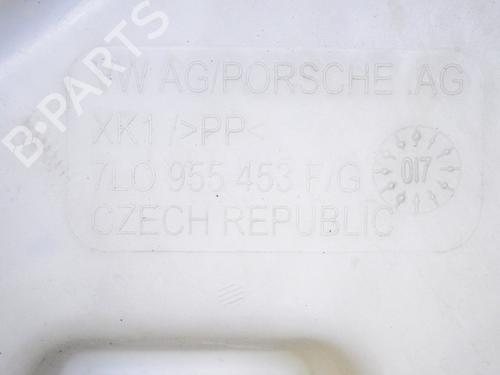 B-PARTS
VW AG/PORSCHE AG
XK1 />PP<
7L0 955 453 F/G
017
CZECH REPUBLIC